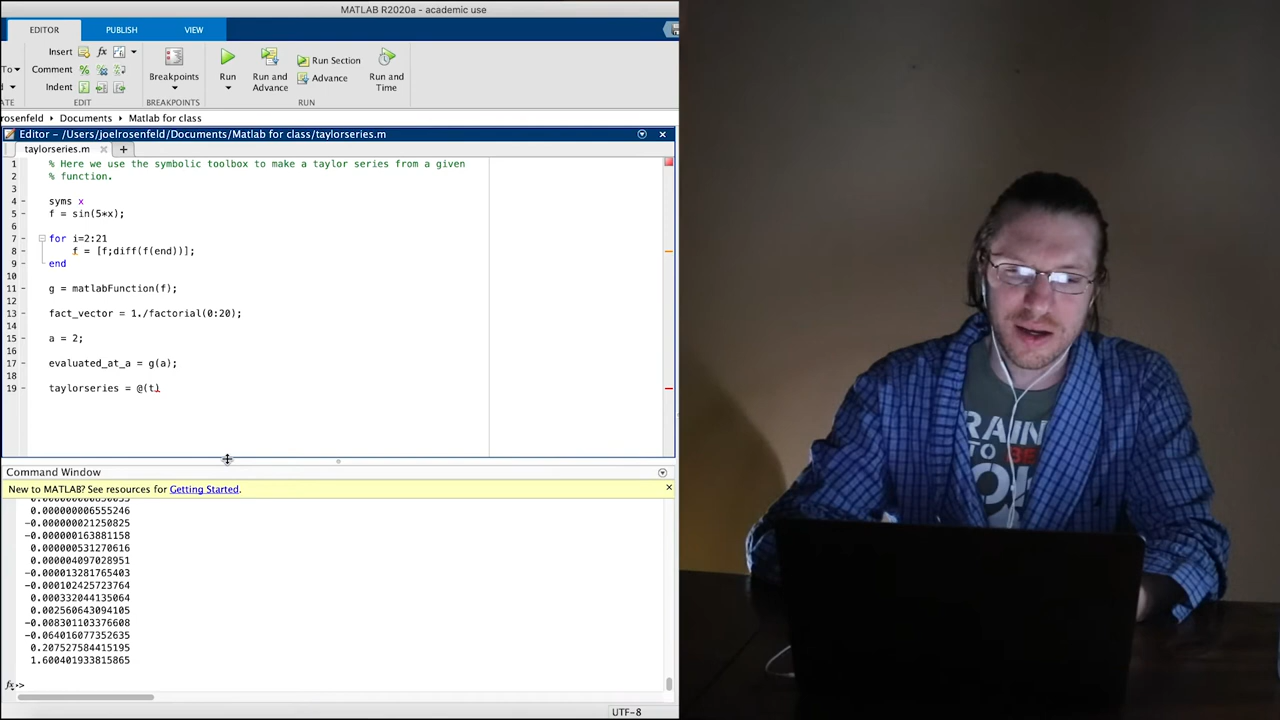 MATLAB R2020a - academic use
EDITOR PUBLISH VIEW
Insert fx
Comment
Indent
To
EDIT
Breakpoints
BREAKPOINTS
Run
Run and Advance
Run Section
Advance
Run and Time
RUN
rosenfeld Documents Matlab for class
Editor - /Users/joelrosenfeld/Documents/Matlab for class/taylorseries.m
taylorseries.m
1 % Here we use the symbolic toolbox to make a taylor series from a given
2 % function.
3
4 syms x
5 f = sin(5*x);
6
7 for i=2:21
8 f = [f;diff(f(end))];
9 end
10
11 g = matlabFunction(f);
12
13 fact_vector = 1./factorial(0:20);
14
15 a = 2;
16
17 evaluated_at_a = g(a);
18
19 taylorseries = @(t)
Command Window
New to MATLAB? See resources for Getting Started.
0.000000006555246
-0.000000021250825
-0.000000163881158
0.000000531270616
0.000004097028951
-0.000013281765403
-0.000102425723764
0.000332044135064
0.002560643094105
-0.008301103376608
-0.064016077352635
0.207527584415195
1.600401933815865
fx >>
UTF-8
RAIN
TO BE